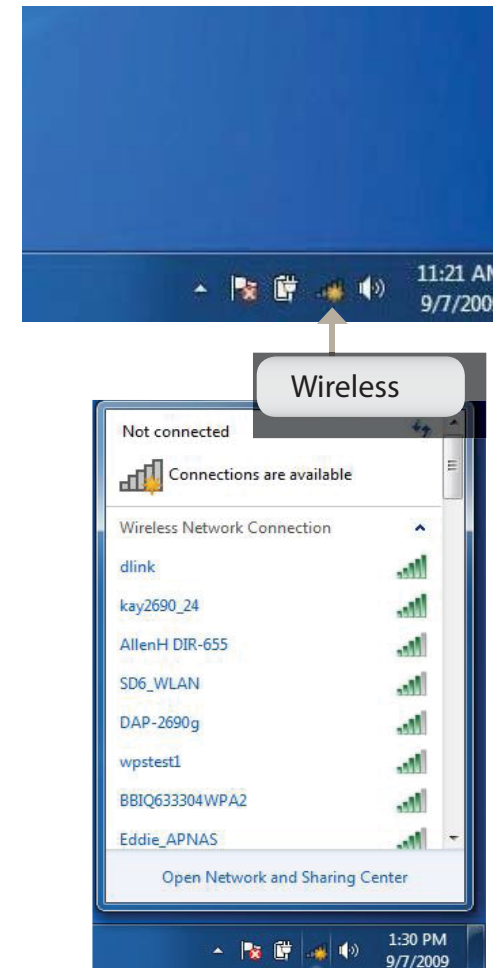 11:21 AM
9/7/2009
Wireless
Not connected
Connections are available
Wireless Network Connection
dlink
kay2690_24
AllenH DIR-655
SD6_WLAN
DAP-2690g
wpstest1
BBIQ633304WPA2
Eddie_APNAS
Open Network and Sharing Center
1:30 PM
9/7/2009